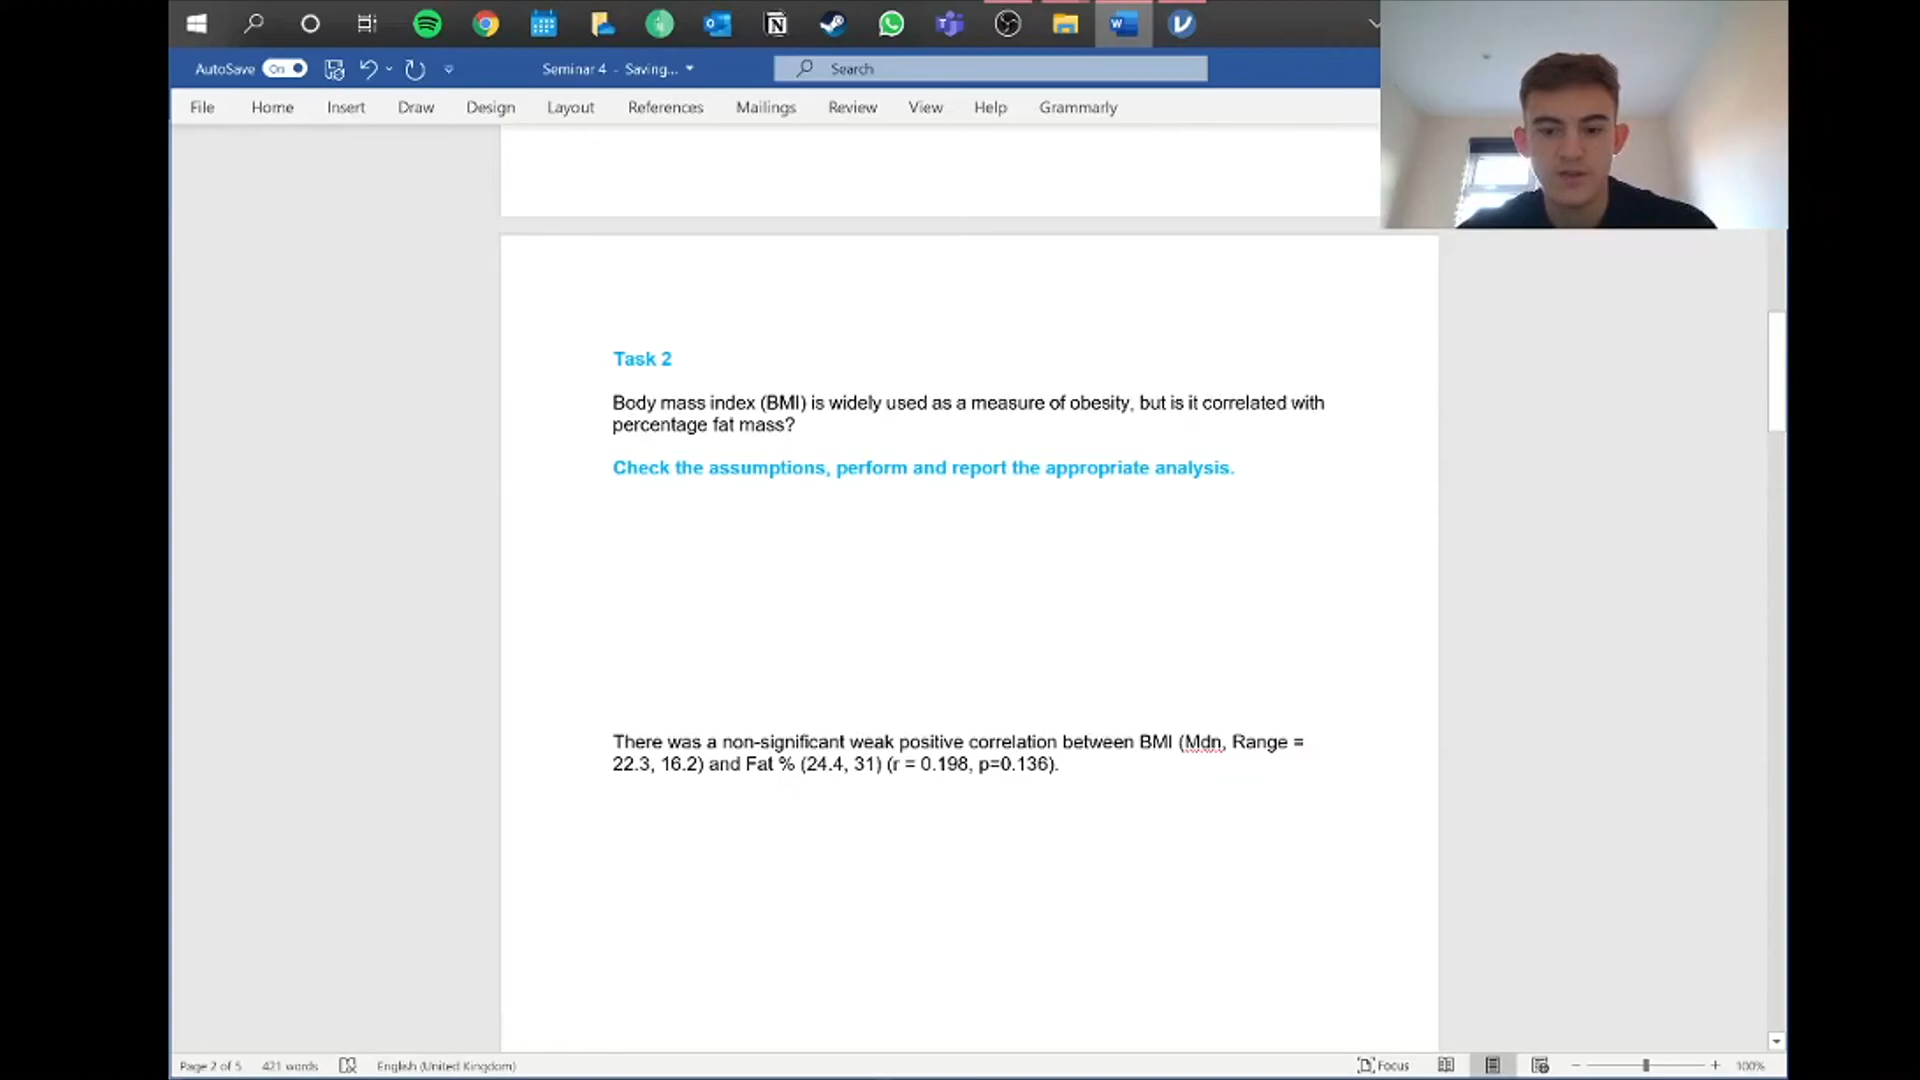 AutoSave On Seminar 4 - Saving... Search
File Home Insert Draw Design Layout References Mailings Review View Help Grammarly
Task 2
Body mass index (BMI) is widely used as a measure of obesity, but is it correlated with
percentage fat mass?
Check the assumptions, perform and report the appropriate analysis.
There was a non-significant weak positive correlation between BMI (Mdn, Range =
22.3, 16.2) and Fat % (24.4, 31) (r = 0.198, p=0.136).
Page 2 of 5 421 words English (United Kingdom) Focus 100%